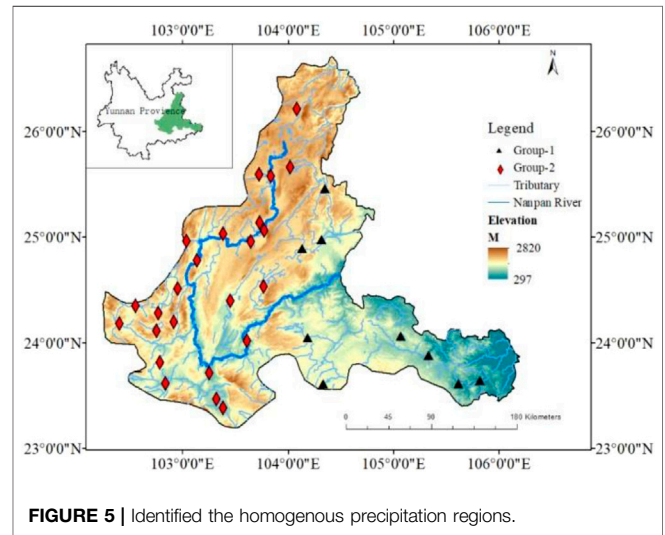 103°0'0"E 104°0'0"E 105°0'0"E 106°0'0"E
N
Yunnan Provience
26°0'0"N 26°0'0"N
Legend
Group-1
Group-2
Tributary
Nanpan River
Elevation
M
2820
297
25°0'0"N 25°0'0"N
24°0'0"N 24°0'0"N
0 45 90 180 Kilometers
23°0'0"N 23°0'0"N
103°0'0"E 104°0'0"E 105°0'0"E 106°0'0"E
FIGURE 5 | Identified the homogenous precipitation regions.